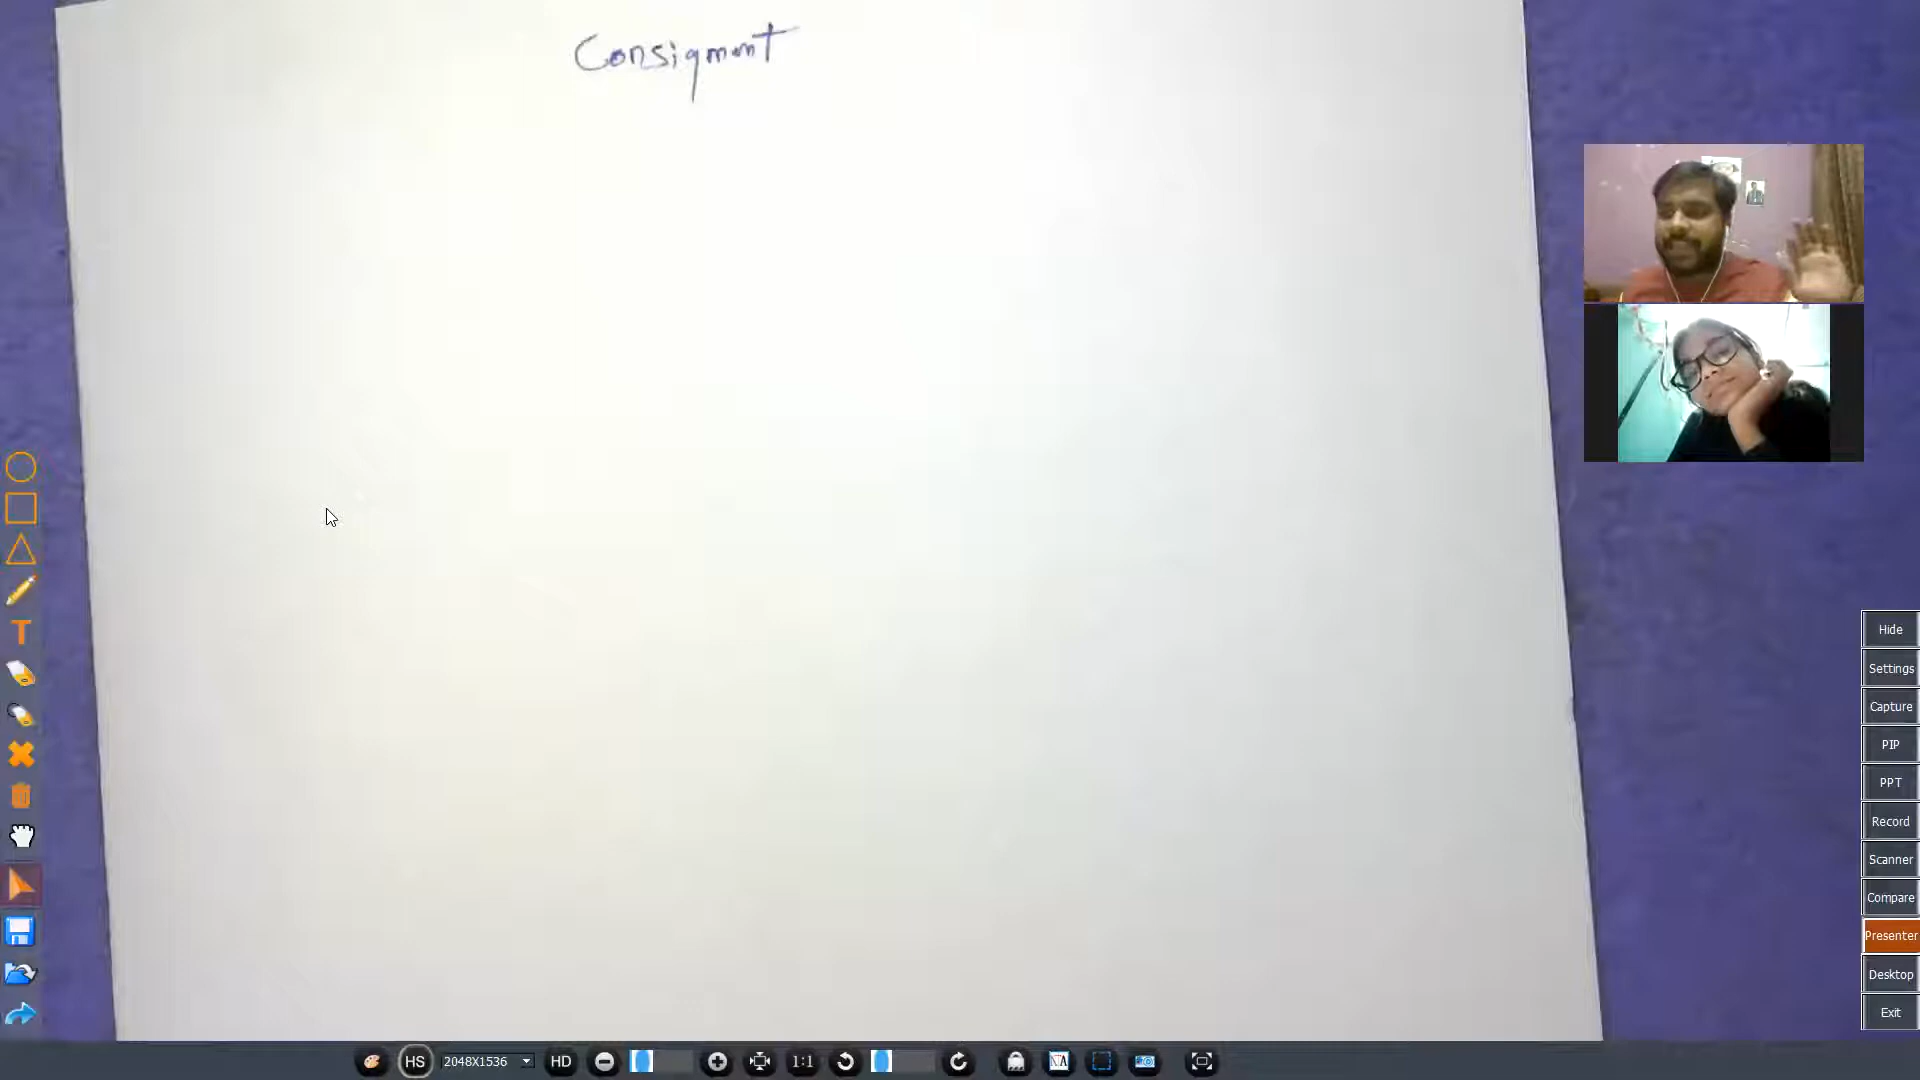 Consigment
T
Hide
Settings
Capture
PIP
PPT
Record
Scanner
Compare
Presenter
Desktop
Exit
HS 2048X1536 HD 1:1